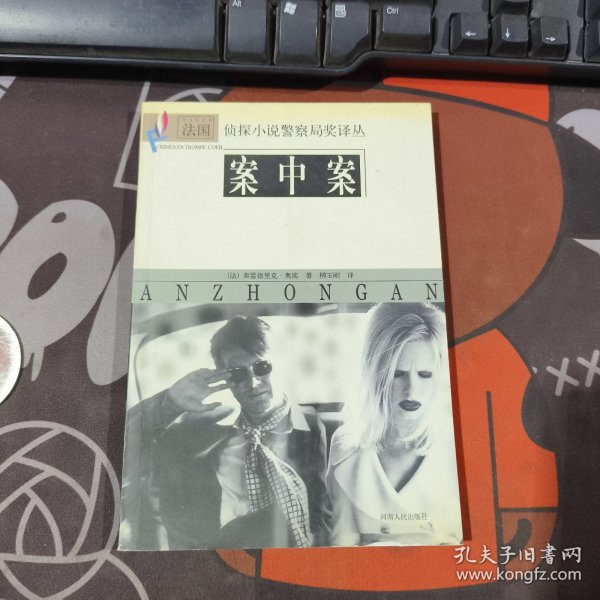 法国
侦探小说警察局奖译丛
CRIMES EN TROMPE L'OEIL
案中案
(法) 弗雷德里克·奥埃 著 柳玉刚 译
ANZHONGAN
河南人民出版社
Alt
Ctrl
孔夫子旧书网
www.kongfz.com